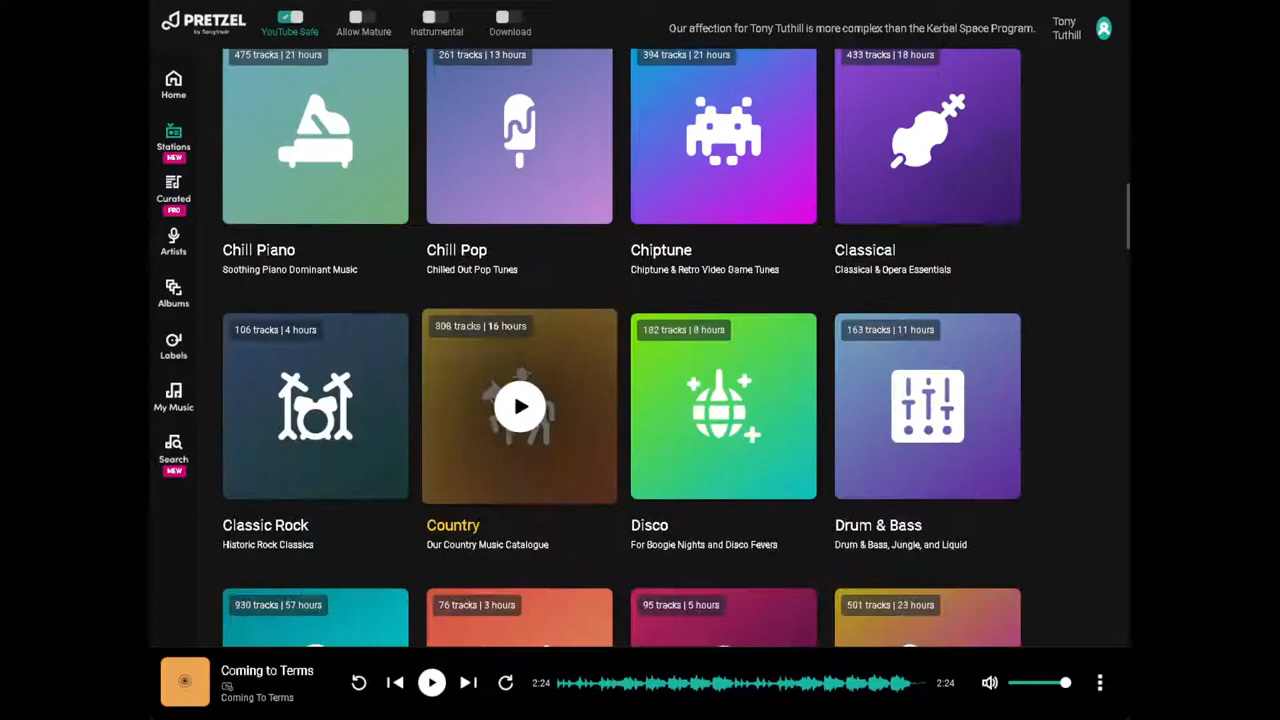 PRETZEL
by Songtradr
YouTube Safe
Allow Mature
Instrumental
Download
Our affection for Tony Tuthill is more complex than the Kerbal Space Program.
Tony
Tuthill
Home
Stations
NEW
Curated
PRO
Artists
Albums
Labels
My Music
Search
NEW
475 tracks | 21 hours
261 tracks | 13 hours
394 tracks | 21 hours
433 tracks | 18 hours
Chill Piano
Soothing Piano Dominant Music
Chill Pop
Chilled Out Pop Tunes
Chiptune
Chiptune & Retro Video Game Tunes
Classical
Classical & Opera Essentials
106 tracks | 4 hours
308 tracks | 16 hours
182 tracks | 8 hours
163 tracks | 11 hours
Classic Rock
Historic Rock Classics
Country
Our Country Music Catalogue
Disco
For Boogie Nights and Disco Fevers
Drum & Bass
Drum & Bass, Jungle, and Liquid
930 tracks | 57 hours
76 tracks | 3 hours
95 tracks | 5 hours
501 tracks | 23 hours
Coming to Terms
Coming To Terms
2:24
2:24